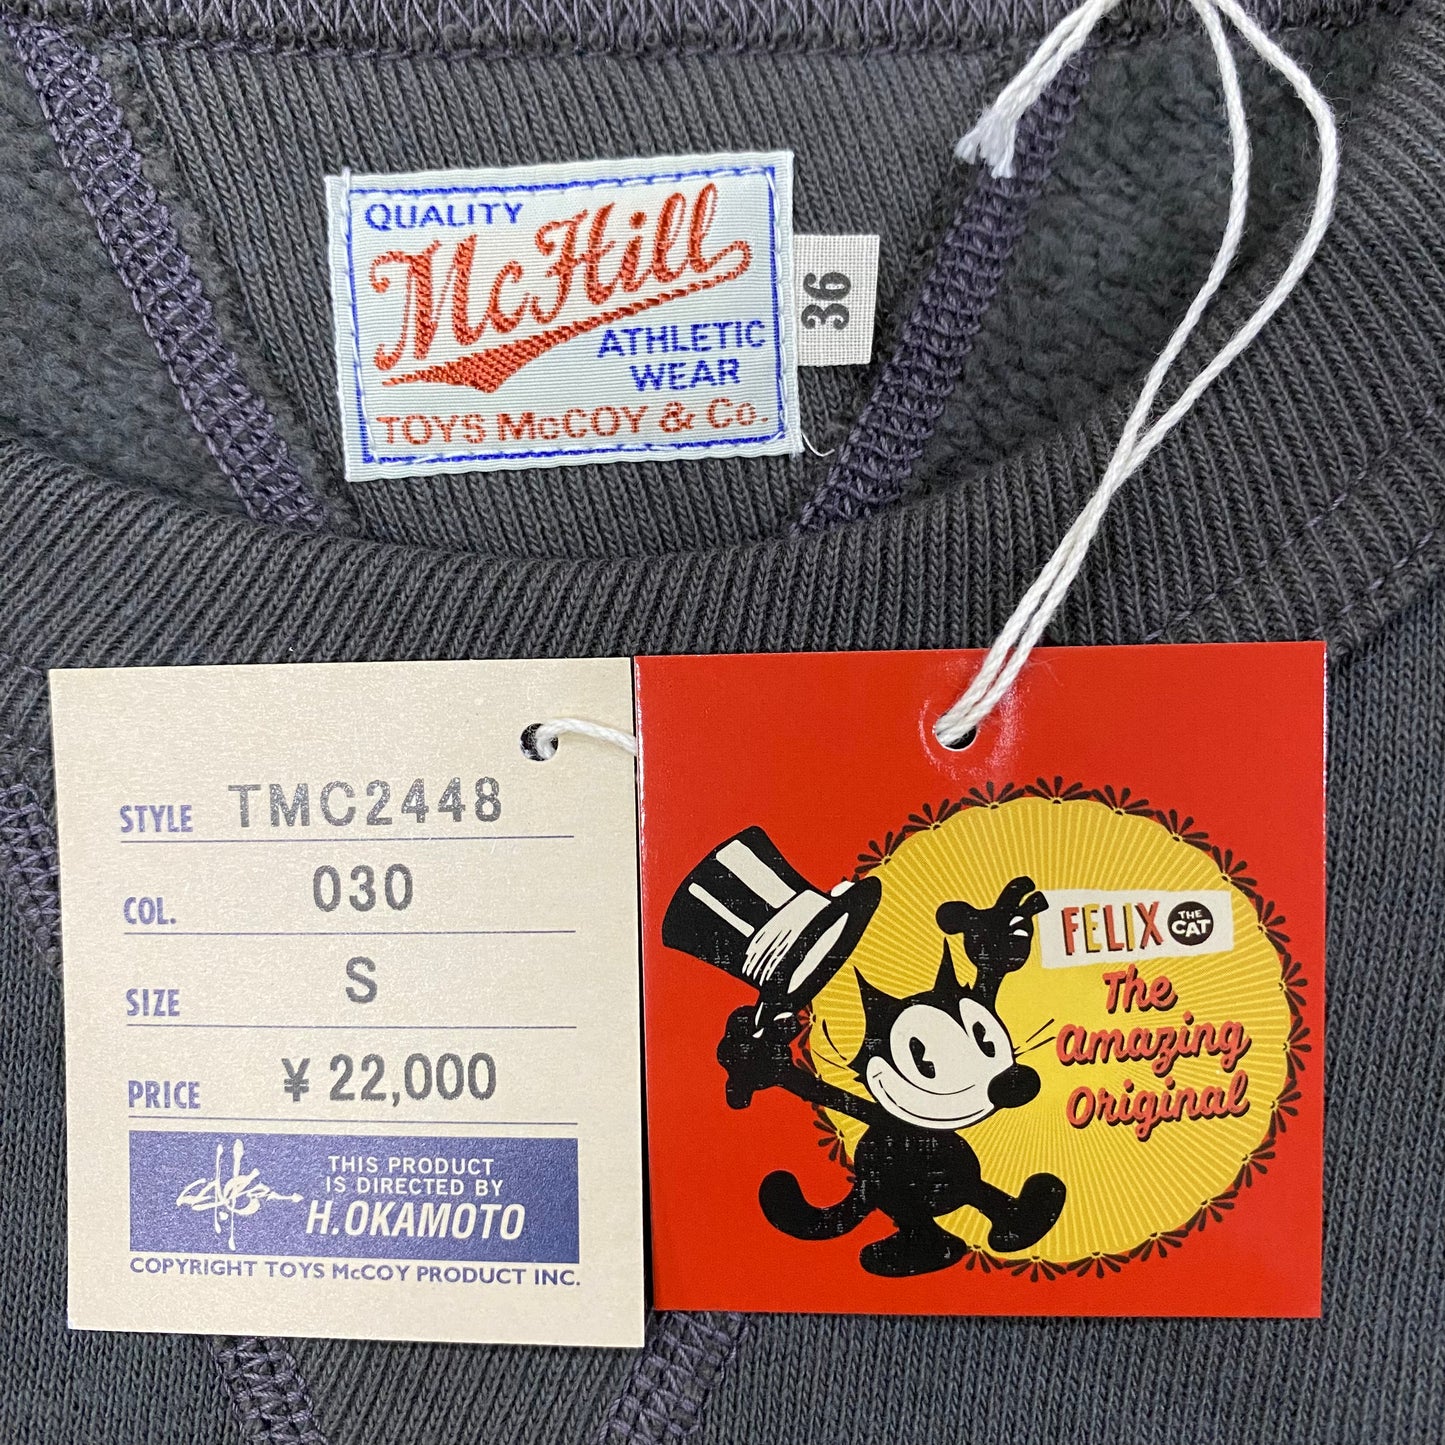 QUALITY
McHill
ATHLETIC
WEAR
TOYS McCOY & Co.
36
STYLE TMC2448
COL. 030
SIZE S
PRICE ¥22,000
THIS PRODUCT
IS DIRECTED BY
H.OKAMOTO
COPYRIGHT TOYS McCOY PRODUCT INC.
FELIX THE CAT
The
Amazing
Original